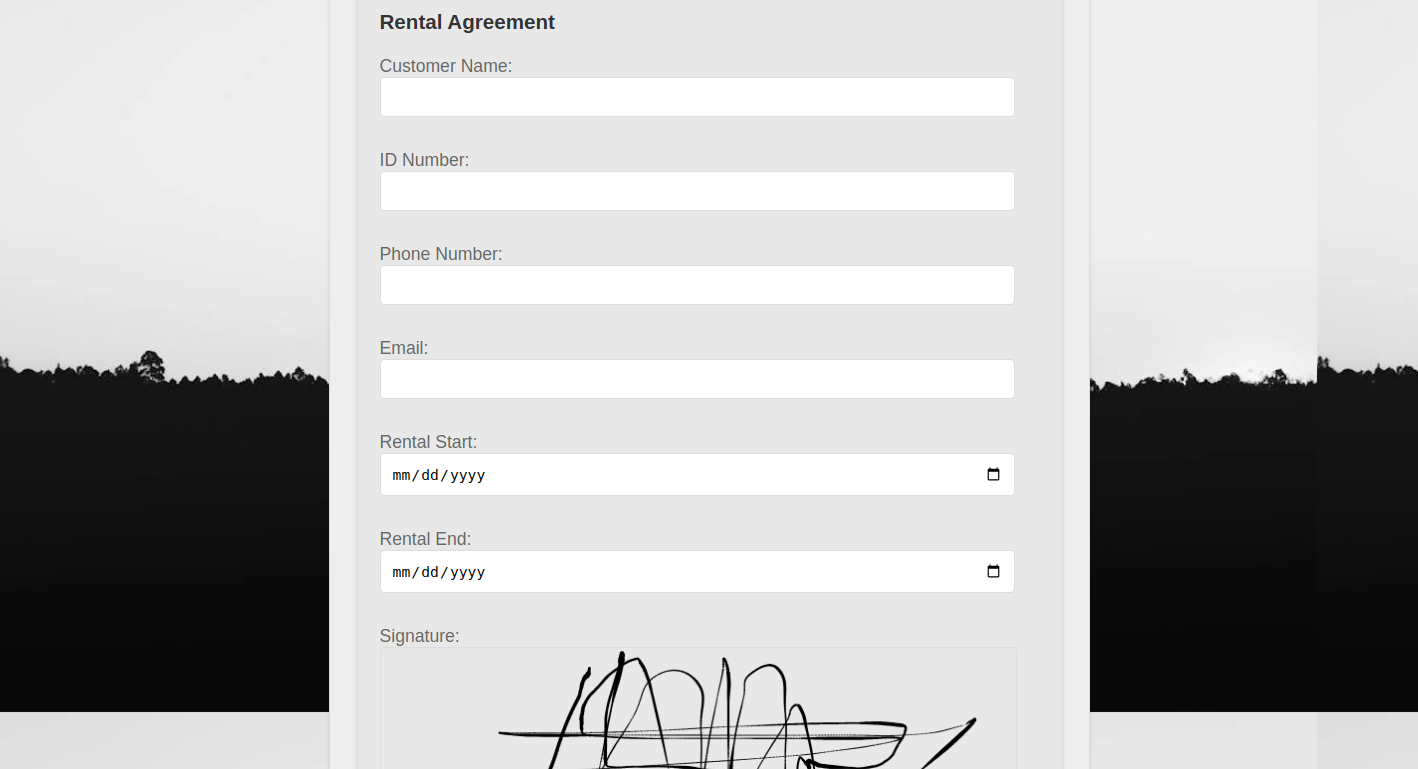 Rental Agreement
Customer Name:
ID Number:
Phone Number:
Email:
Rental Start:
mm/dd/yyyy
Rental End:
mm/dd/yyyy
Signature: